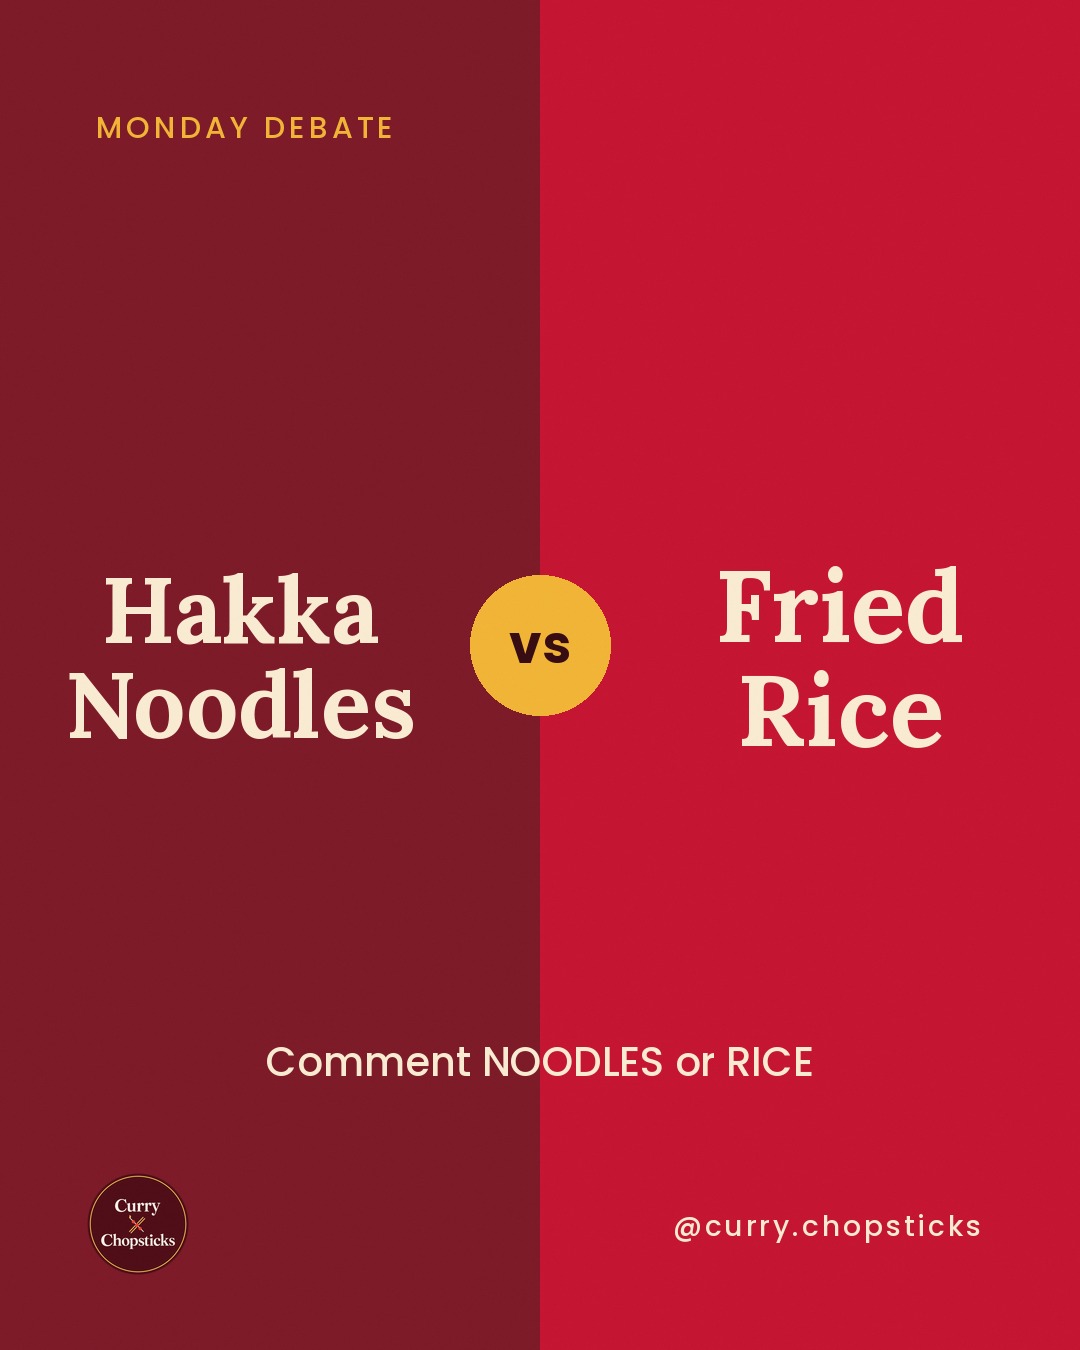 MONDAY DEBATE
Hakka
Noodles
vs
Fried
Rice
Comment NOODLES or RICE
Curry
Chopsticks
@curry.chopsticks